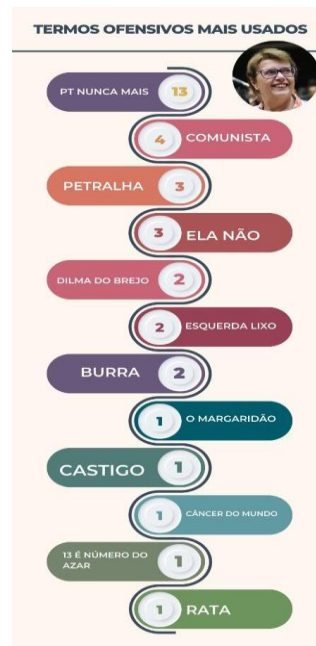 TERMOS OFENSIVOS MAIS USADOS
PT NUNCA MAIS 13
4 COMUNISTA
PETRALHA 3
3 ELA NÃO
DILMA DO BREJO 2
2 ESQUERDA LIXO
BURRA 2
1 O MARGARIDÃO
CASTIGO 1
1 CÂNCER DO MUNDO
13 É NÚMERO DO
AZAR 1
1 RATA